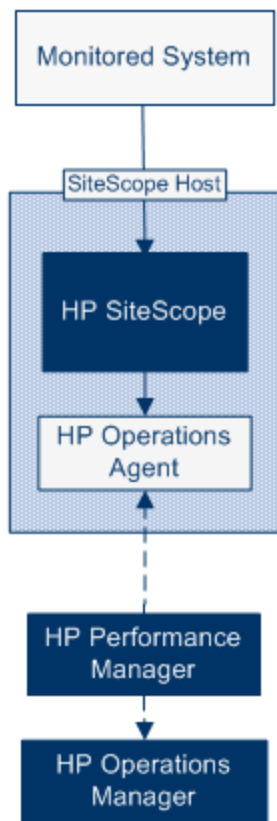 Monitored System
SiteScope Host
HP SiteScope
HP Operations
Agent
HP Performance
Manager
HP Operations
Manager